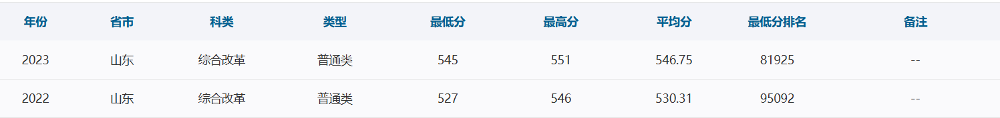 年份 省市 科类 类型 最低分 最高分 平均分 最低分排名 备注
2023 山东 综合改革 普通类 545 551 546.75 81925 --
2022 山东 综合改革 普通类 527 546 530.31 95092 --